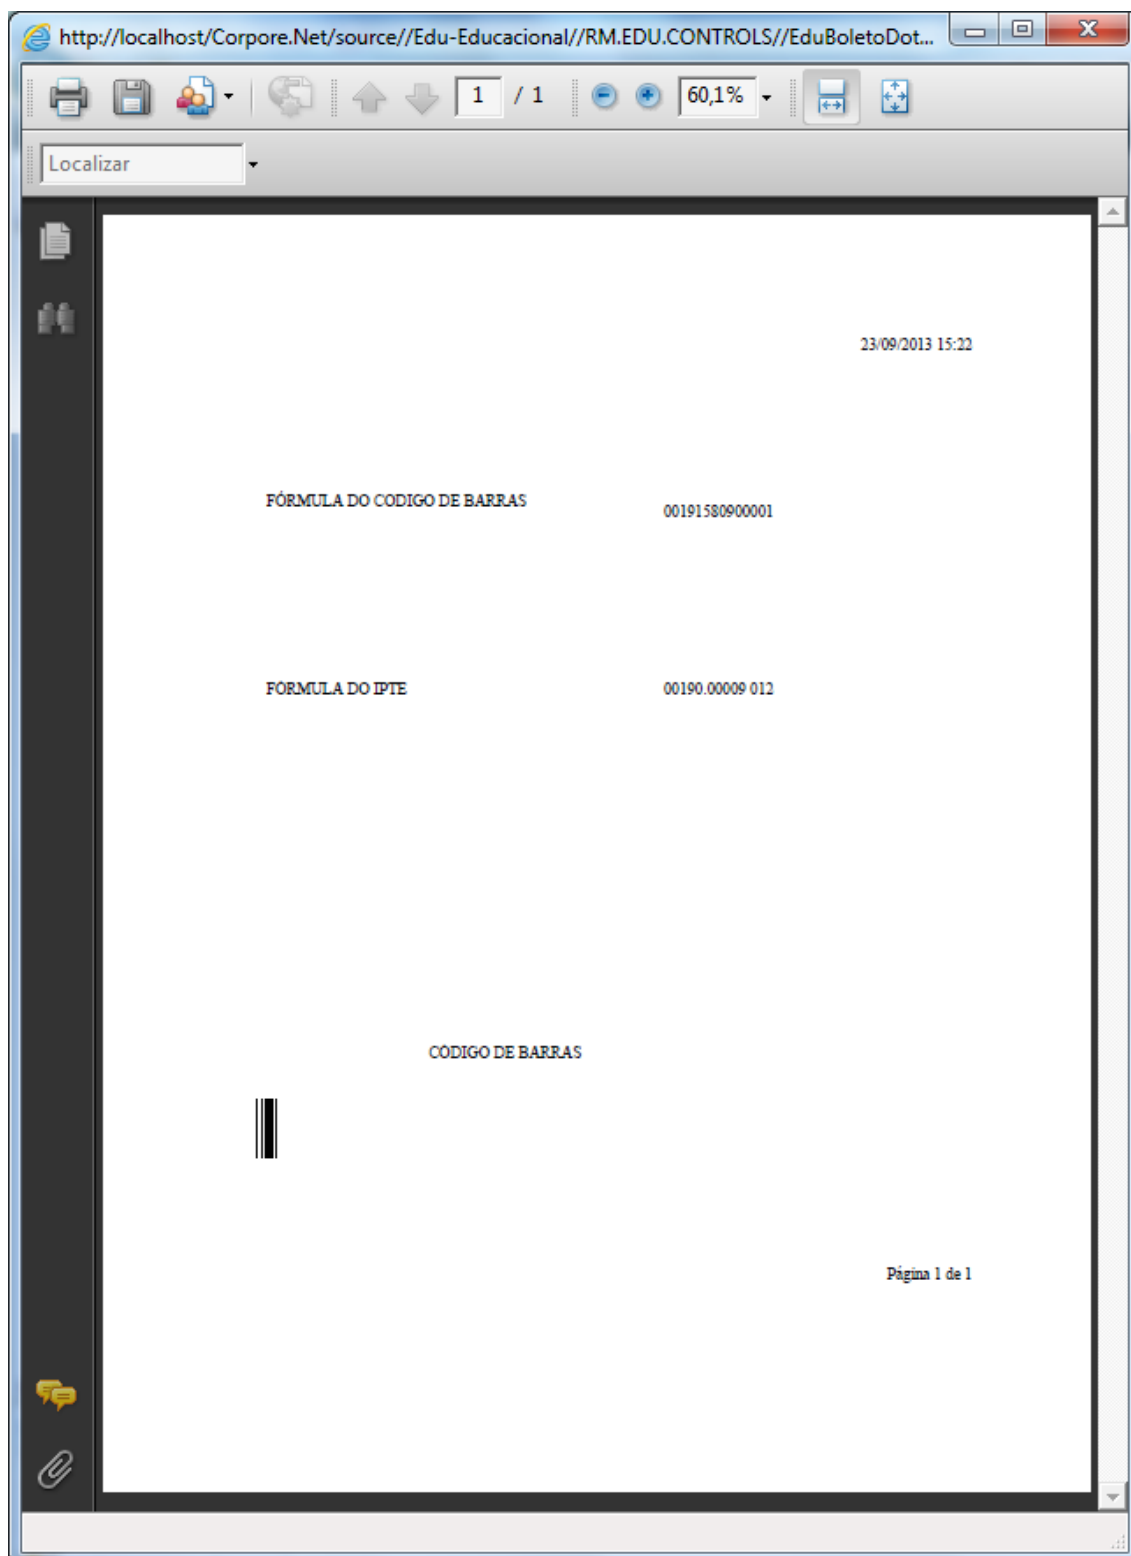 http://localhost/Corpore.Net/source//Edu-Educacional//RM.EDU.CONTROLS//EduBoletoDot...
1 / 1 60,1%
Localizar
23/09/2013 15:22
FÓRMULA DO CODIGO DE BARRAS
00191580900001
FÓRMULA DO IPTE 00190.00009 012
CÓDIGO DE BARRAS
Página 1 de 1